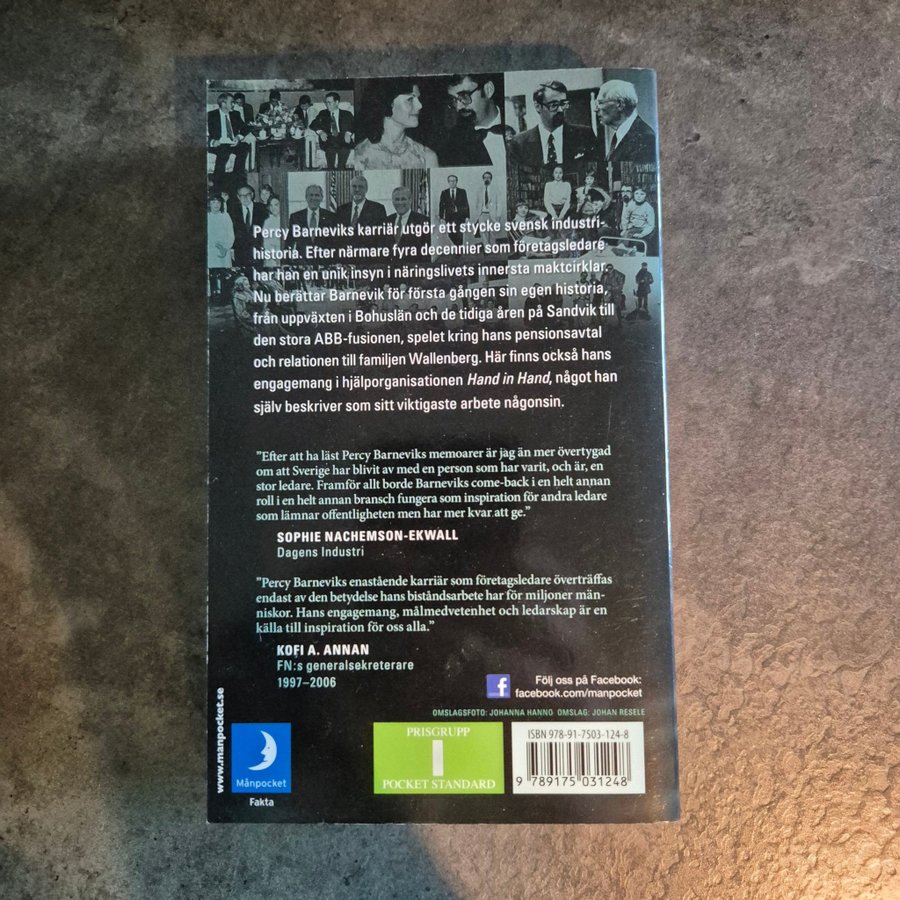 Percy Barneviks karriär utgör ett stycke svensk industri-
historia. Efter närmare fyra decennier som företagsledare
har han en unik insyn i näringslivets innersta maktcirklar.
Nu berättar Barnevik för första gången sin egen historia,
från uppväxten i Bohuslän och de tidiga åren på Sandvik till
den stora ABB-fusionen, spelet kring hans pensionsavtal
och relationen till familjen Wallenberg. Här finns också hans
engagemang i hjälporganisationen Hand in Hand, något han
själv beskriver som sitt viktigaste arbete någonsin.
"Efter att ha läst Percy Barneviks memoarer är jag än mer övertygad
om att Sverige har blivit av med en person som har varit, och är, en
stor ledare. Framför allt borde Barneviks come-back i en helt annan
roll i en helt annan bransch fungera som inspiration för andra ledare
som lämnar offentligheten men har mer kvar att ge."
SOPHIE NACHEMSON-EKWALL
Dagens Industri
"Percy Barneviks enastående karriär som företagsledare överträffas
endast av den betydelse hans biståndsarbete har för miljoner män-
niskor. Hans engagemang, målmedvetenhet och ledarskap är en
källa till inspiration för oss alla."
KOFI A. ANNAN
FN:s generalsekreterare
1997–2006
Följ oss på Facebook:
facebook.com/manpocket
OMSLAGSFOTO: JOHANNA HANNO OMSLAG: JOHAN RESELE
www.manpocket.se
Månpocket
Fakta
PRISGRUPP
1
POCKET STANDARD
ISBN 978-91-7503-124-8
9 789175 031248